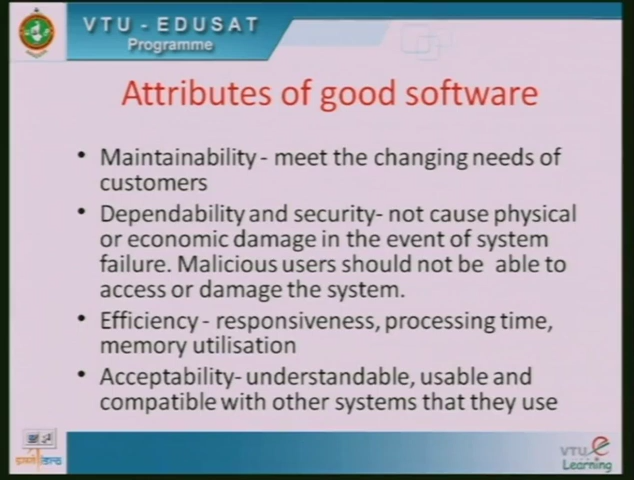 VTU - EDUSAT
Programme
Attributes of good software
• Maintainability - meet the changing needs of
customers
• Dependability and security- not cause physical
or economic damage in the event of system
failure. Malicious users should not be able to
access or damage the system.
• Efficiency - responsiveness, processing time,
memory utilisation
• Acceptability- understandable, usable and
compatible with other systems that they use
VTU e
Learning